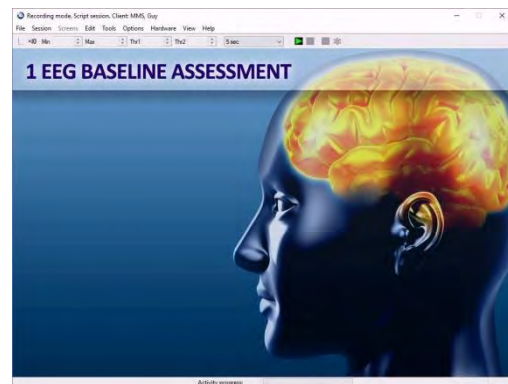 Recording mode. Script session. Client: MMS, Guy
File Session Screens Edit Tools Options Hardware View Help
Min Max Thr1 Thr2 5 sec
1 EEG BASELINE ASSESSMENT
Activity progress: